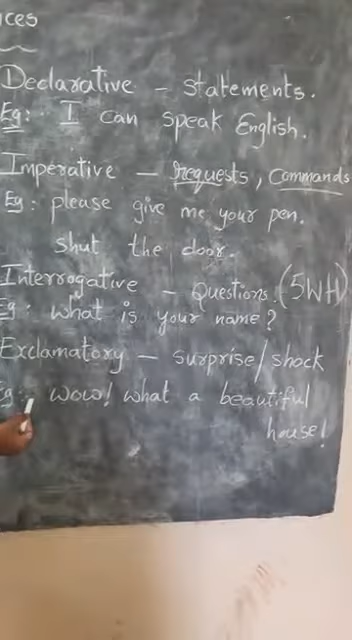 ces
Declarative - statements.
Eg: I can speak English.
Imperative - requests, Commands
Eg: please give me your pen.
shut the door.
Interrogative - Questions. (5WH)
Eg: what is your name?
Exclamatory - surprise/shock
Eg: wow! what a beautiful
house!